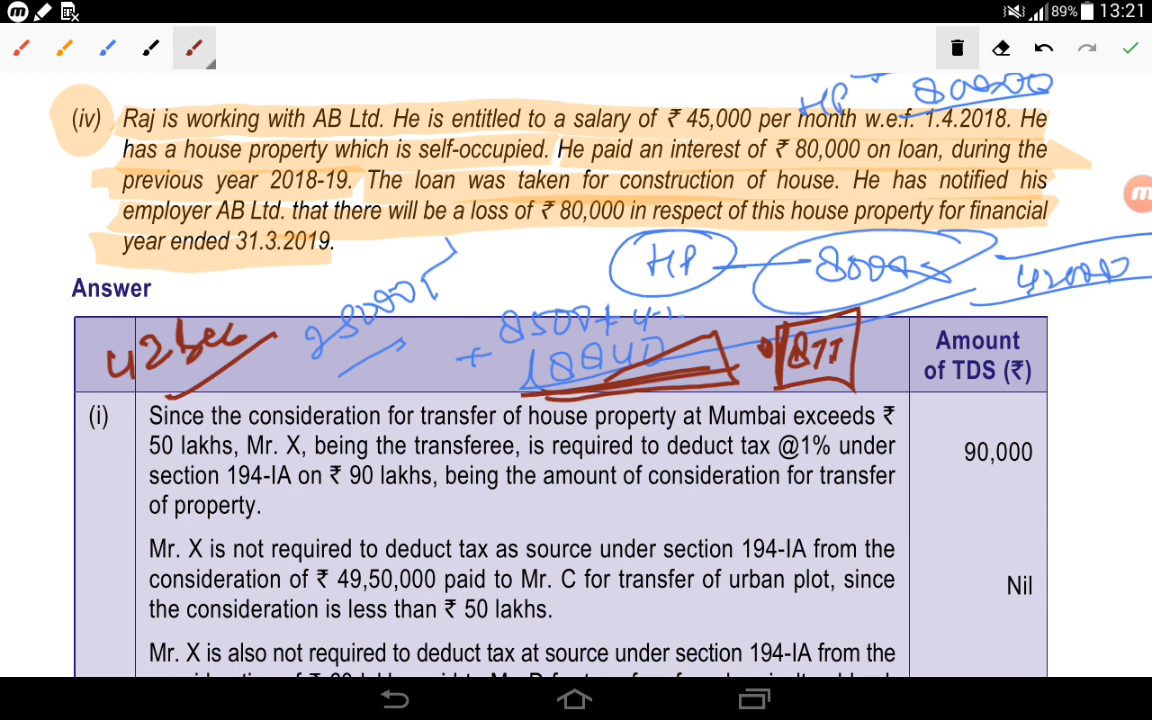 89% 13:21
HP 80000
(iv) Raj is working with AB Ltd. He is entitled to a salary of ₹ 45,000 per month w.e.f. 1.4.2018. He
has a house property which is self-occupied. He paid an interest of ₹ 80,000 on loan, during the
previous year 2018-19. The loan was taken for construction of house. He has notified his
employer AB Ltd. that there will be a loss of ₹ 80,000 in respect of this house property for financial
year ended 31.3.2019.
HP
Answer
Amount
of TDS (₹)
(i) Since the consideration for transfer of house property at Mumbai exceeds ₹
50 lakhs, Mr. X, being the transferee, is required to deduct tax @1% under
section 194-IA on ₹ 90 lakhs, being the amount of consideration for transfer
of property.
90,000
Mr. X is not required to deduct tax as source under section 194-IA from the
consideration of ₹ 49,50,000 paid to Mr. C for transfer of urban plot, since
the consideration is less than ₹ 50 lakhs.
Nil
Mr. X is also not required to deduct tax at source under section 194-IA from the